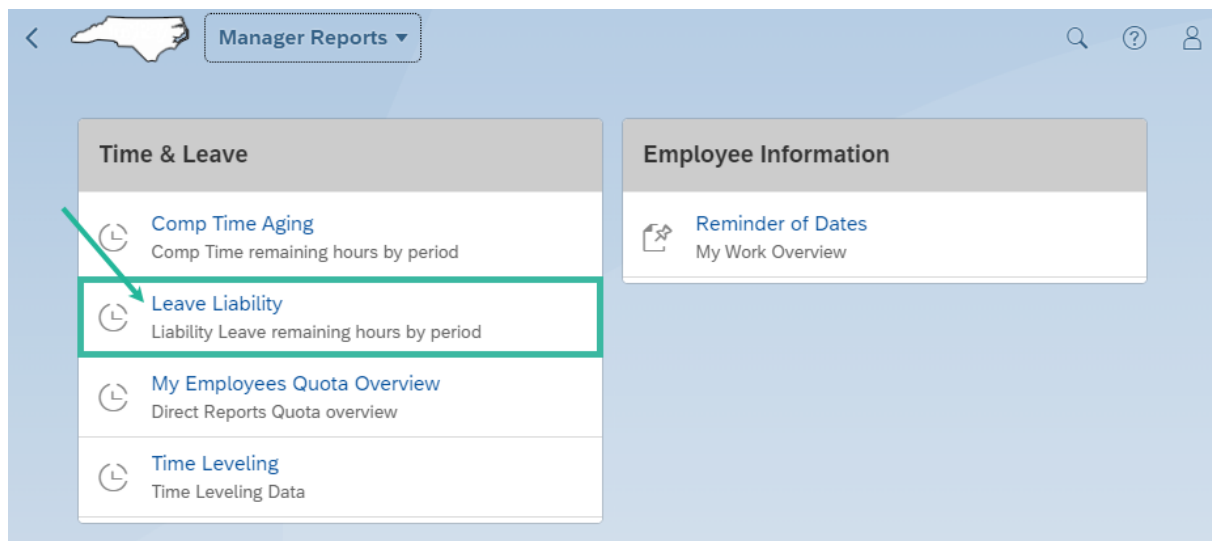 Manager Reports
Time & Leave
Comp Time Aging
Comp Time remaining hours by period
Leave Liability
Liability Leave remaining hours by period
My Employees Quota Overview
Direct Reports Quota overview
Time Leveling
Time Leveling Data
Employee Information
Reminder of Dates
My Work Overview